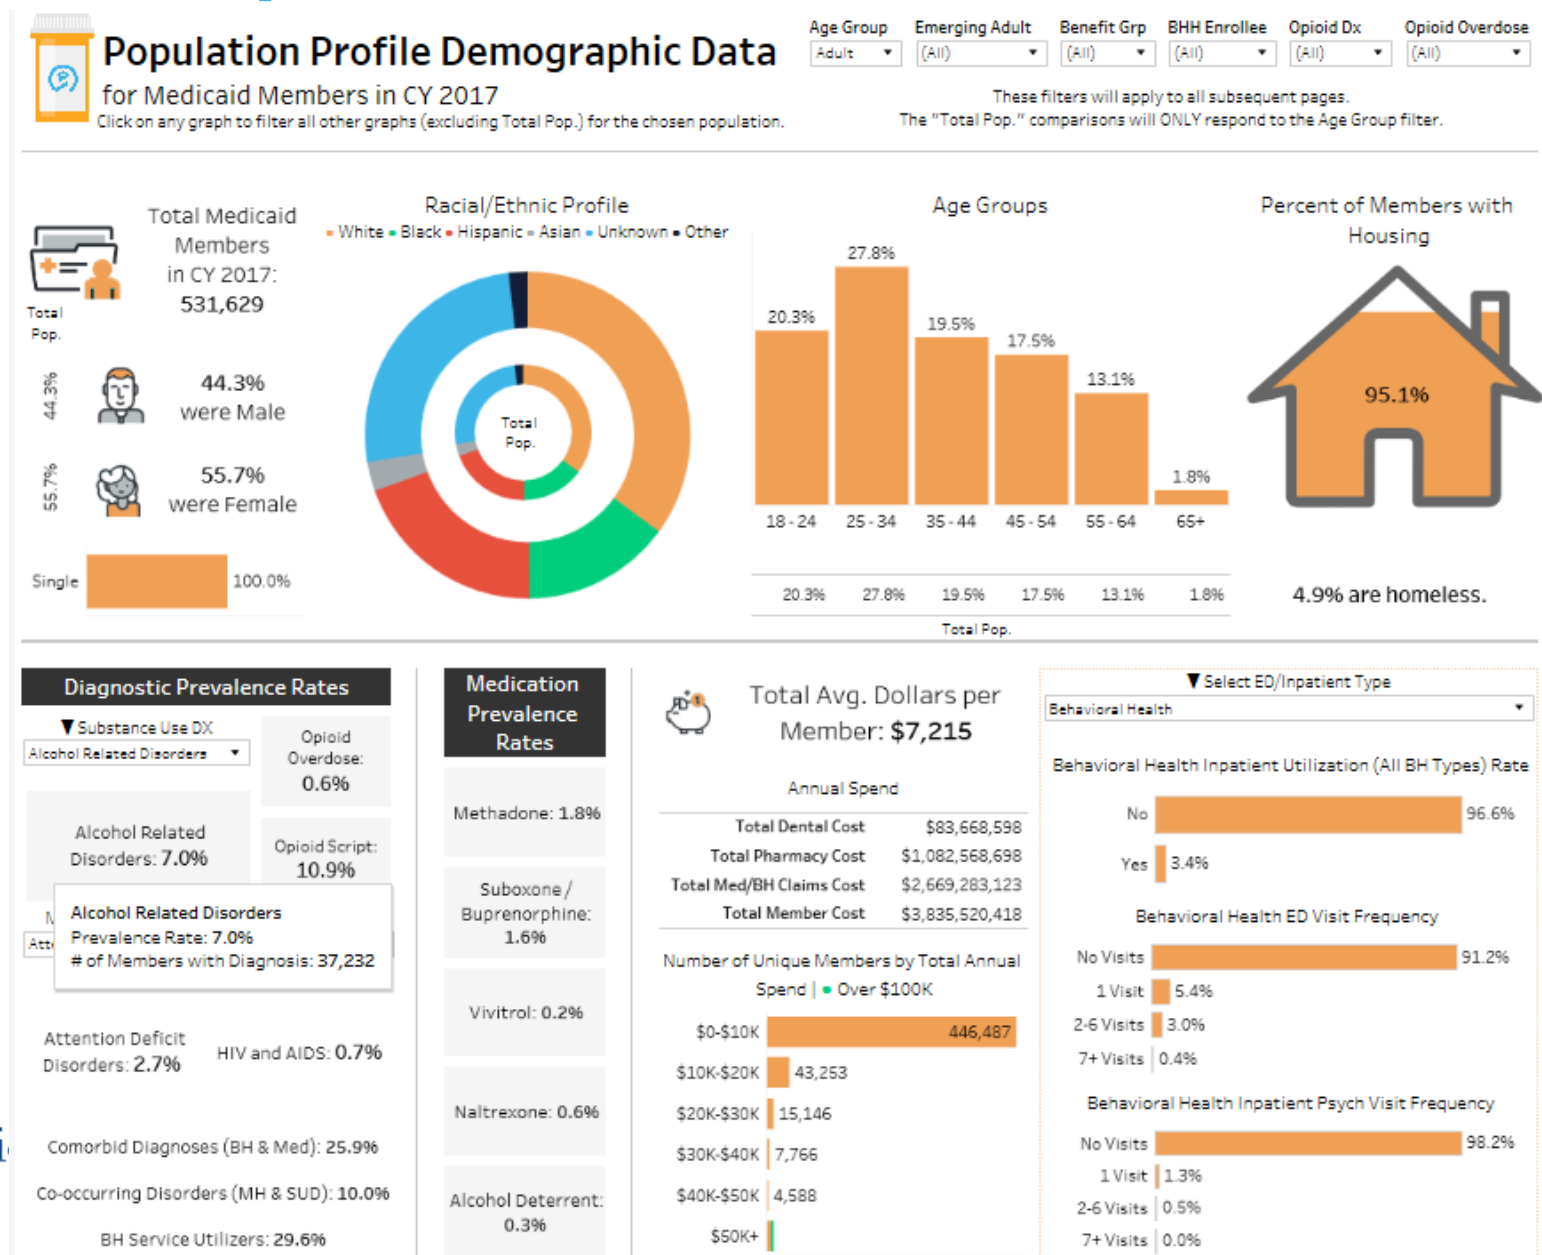 Population Profile Demographic Data
for Medicaid Members in CY 2017
Click on any graph to filter all other graphs (excluding Total Pop.) for the chosen population.
Age Group
Adult
Emerging Adult
(All)
Benefit Grp
(All)
BHH Enrollee
(All)
Opioid Dx
(All)
Opioid Overdose
(All)
These filters will apply to all subsequent pages.
The "Total Pop." comparisons will ONLY respond to the Age Group filter.
Total Medicaid
Members
in CY 2017:
531,629
Total
Pop.
44.3%
44.3%
were Male
55.7%
55.7%
were Female
Single
100.0%
Racial/Ethnic Profile
White • Black • Hispanic • Asian • Unknown • Other
Total
Pop.
Age Groups
20.3%
27.8%
19.5%
17.5%
13.1%
1.8%
18 - 24
25 - 34
35 - 44
45 - 54
55 - 64
65+
20.3% 27.8% 19.5% 17.5% 13.1% 1.8%
Total Pop.
Percent of Members with
Housing
95.1%
4.9% are homeless.
Diagnostic Prevalence Rates
▼ Substance Use DX
Alcohol Related Disorders
Opioid
Overdose:
0.6%
Alcohol Related
Disorders: 7.0%
Opioid Script:
10.9%
Alcohol Related Disorders
Prevalence Rate: 7.0%
# of Members with Diagnosis: 37,232
Attention Deficit
Disorders: 2.7%
HIV and AIDS: 0.7%
Comorbid Diagnoses (BH & Med): 25.9%
Co-occurring Disorders (MH & SUD): 10.0%
BH Service Utilizers: 29.6%
Medication
Prevalence
Rates
Methadone: 1.8%
Suboxone /
Buprenorphine:
1.6%
Vivitrol: 0.2%
Naltrexone: 0.6%
Alcohol Deterrent:
0.3%
Total Avg. Dollars per
Member: $7,215
Annual Spend
Total Dental Cost $83,668,598
Total Pharmacy Cost $1,082,568,698
Total Med/BH Claims Cost $2,669,283,123
Total Member Cost $3,835,520,418
Number of Unique Members by Total Annual
Spend | • Over $100K
$0-$10K 446,487
$10K-$20K 43,253
$20K-$30K 15,146
$30K-$40K 7,766
$40K-$50K 4,588
$50K+
▼ Select ED/Inpatient Type
Behavioral Health
Behavioral Health Inpatient Utilization (All BH Types) Rate
No 96.6%
Yes 3.4%
Behavioral Health ED Visit Frequency
No Visits 91.2%
1 Visit 5.4%
2-6 Visits 3.0%
7+ Visits 0.4%
Behavioral Health Inpatient Psych Visit Frequency
No Visits 98.2%
1 Visit 1.3%
2-6 Visits 0.5%
7+ Visits 0.0%